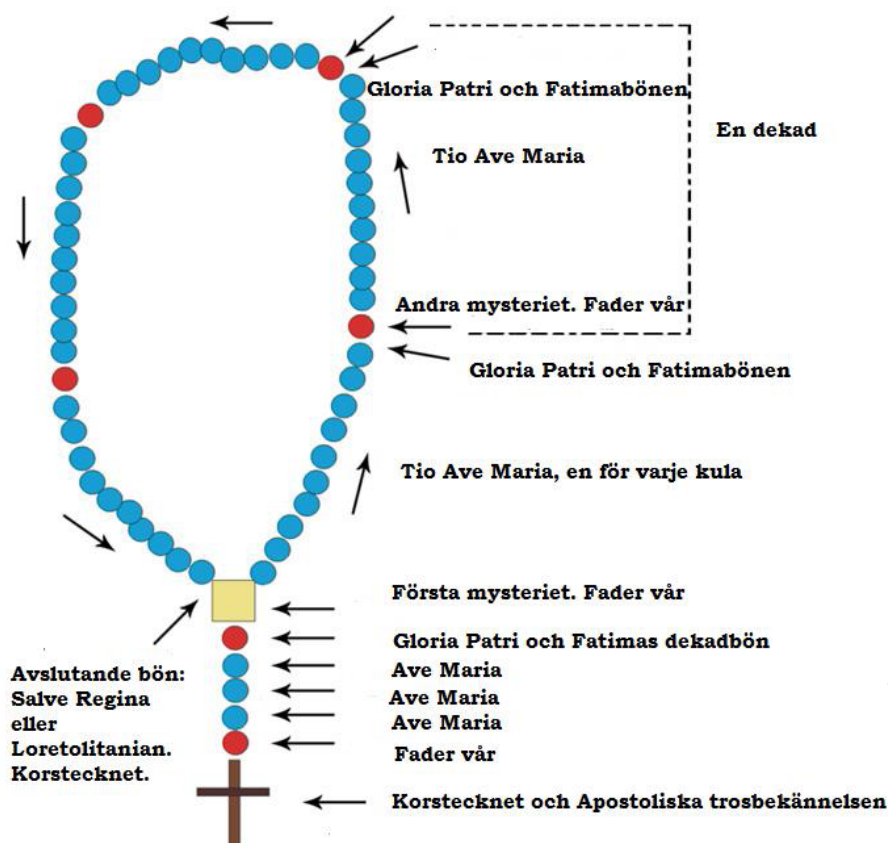 Gloria Patri och Fatimabönen
En dekad
Tio Ave Maria
Andra mysteriet. Fader vår
Gloria Patri och Fatimabönen
Tio Ave Maria, en för varje kula
Första mysteriet. Fader vår
Gloria Patri och Fatimas dekadbön
Ave Maria
Ave Maria
Ave Maria
Fader vår
Korstecknet och Apostoliska trosbekännelsen
Avslutande bön:
Salve Regina
eller
Loretolitanian.
Korstecknet.